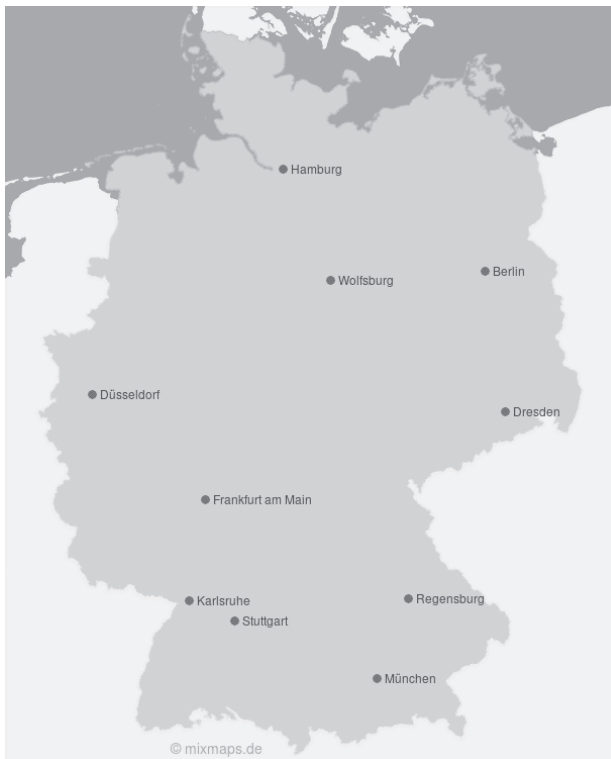 Hamburg
Berlin
Wolfsburg
Düsseldorf
Dresden
Frankfurt am Main
Karlsruhe
Regensburg
Stuttgart
München
© mixmaps.de